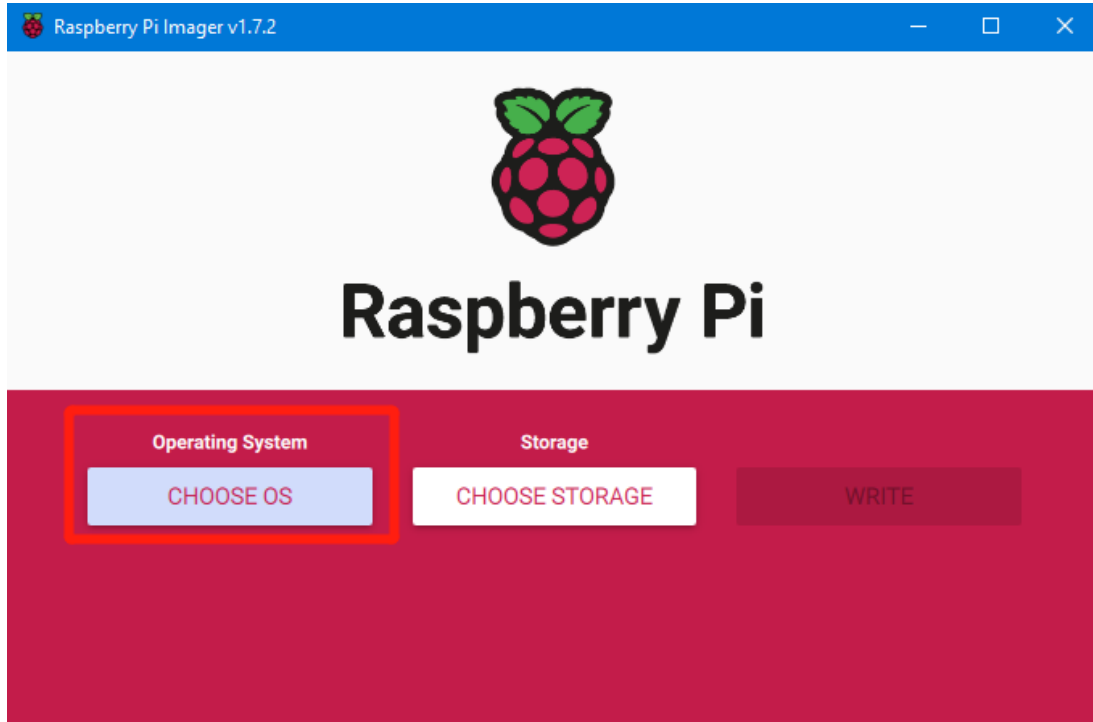 Raspberry Pi Imager v1.7.2
Raspberry Pi
Operating System
CHOOSE OS
Storage
CHOOSE STORAGE
WRITE